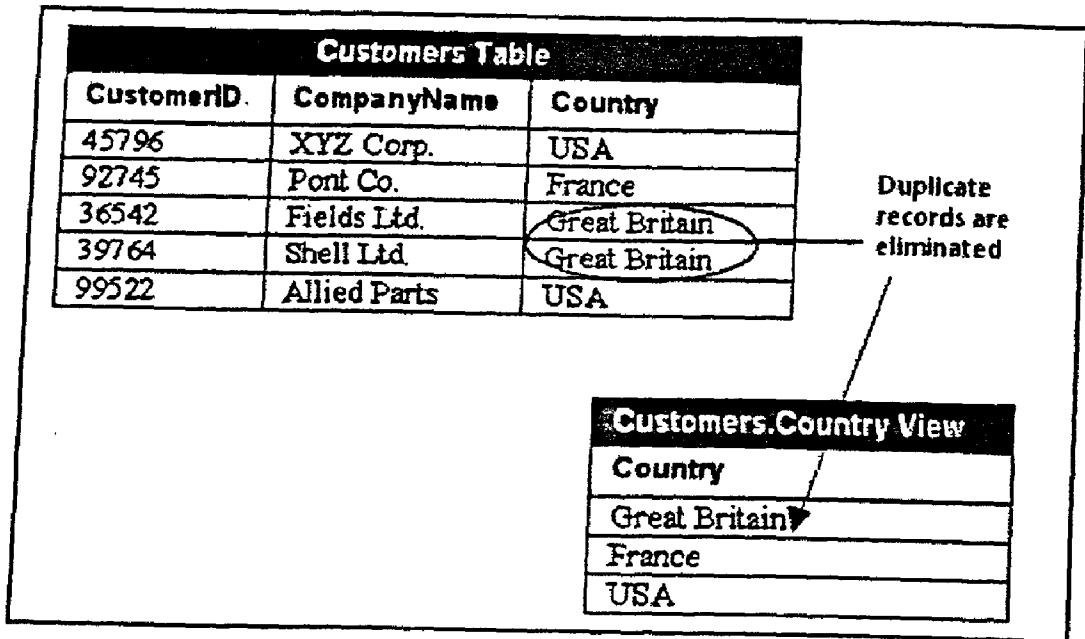 Customers Table
CustomerID CompanyName Country
45796 XYZ Corp. USA
92745 Pont Co. France
36542 Fields Ltd. Great Britain
39764 Shell Ltd. Great Britain
99522 Allied Parts USA
Duplicate
records are
eliminated
Customers.Country View
Country
Great Britain
France
USA